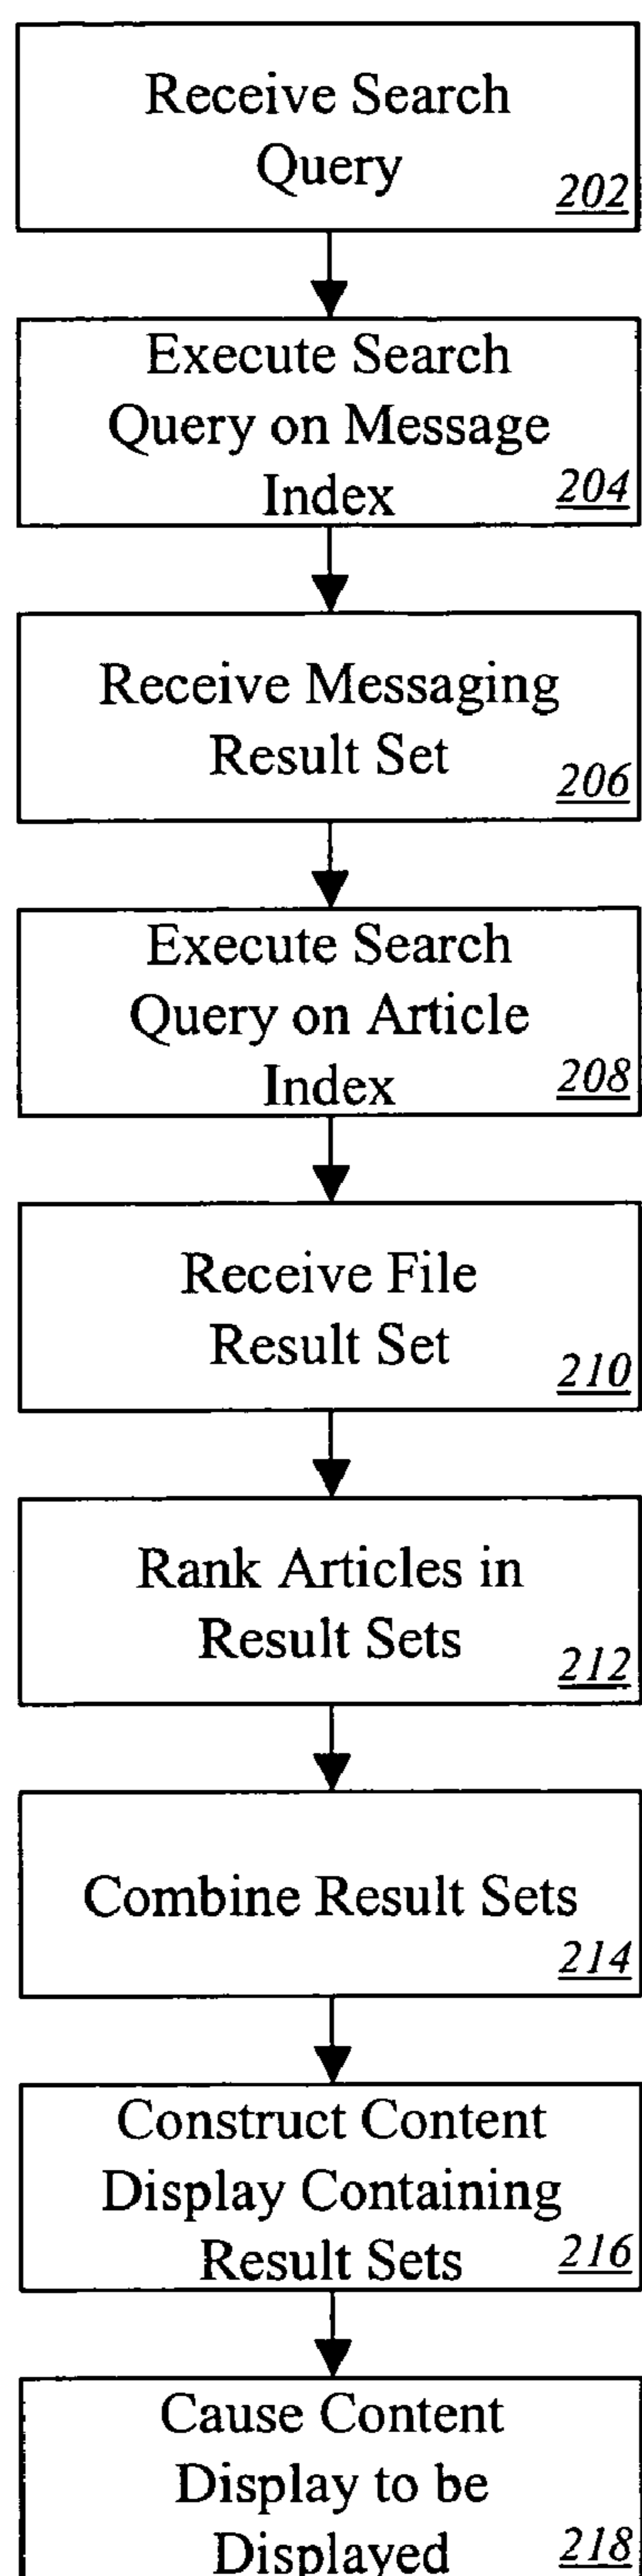 Receive Search
Query
202
Execute Search
Query on Message
Index
204
Receive Messaging
Result Set
206
Execute Search
Query on Article
Index
208
Receive File
Result Set
210
Rank Articles in
Result Sets
212
Combine Result Sets
214
Construct Content
Display Containing
Result Sets
216
Cause Content
Display to be
Displayed
218